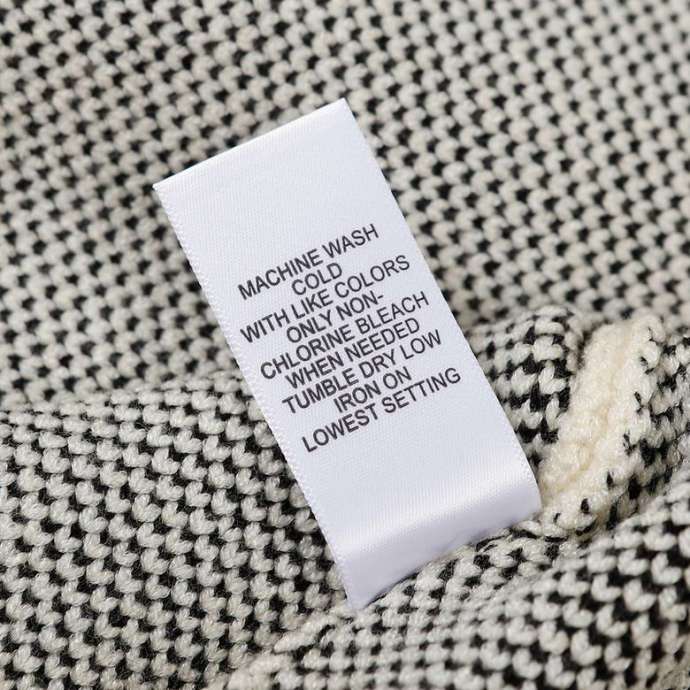 MACHINE WASH
COLD
WITH LIKE COLORS
ONLY NON-
CHLORINE BLEACH
WHEN NEEDED
TUMBLE DRY LOW
IRON ON
LOWEST SETTING